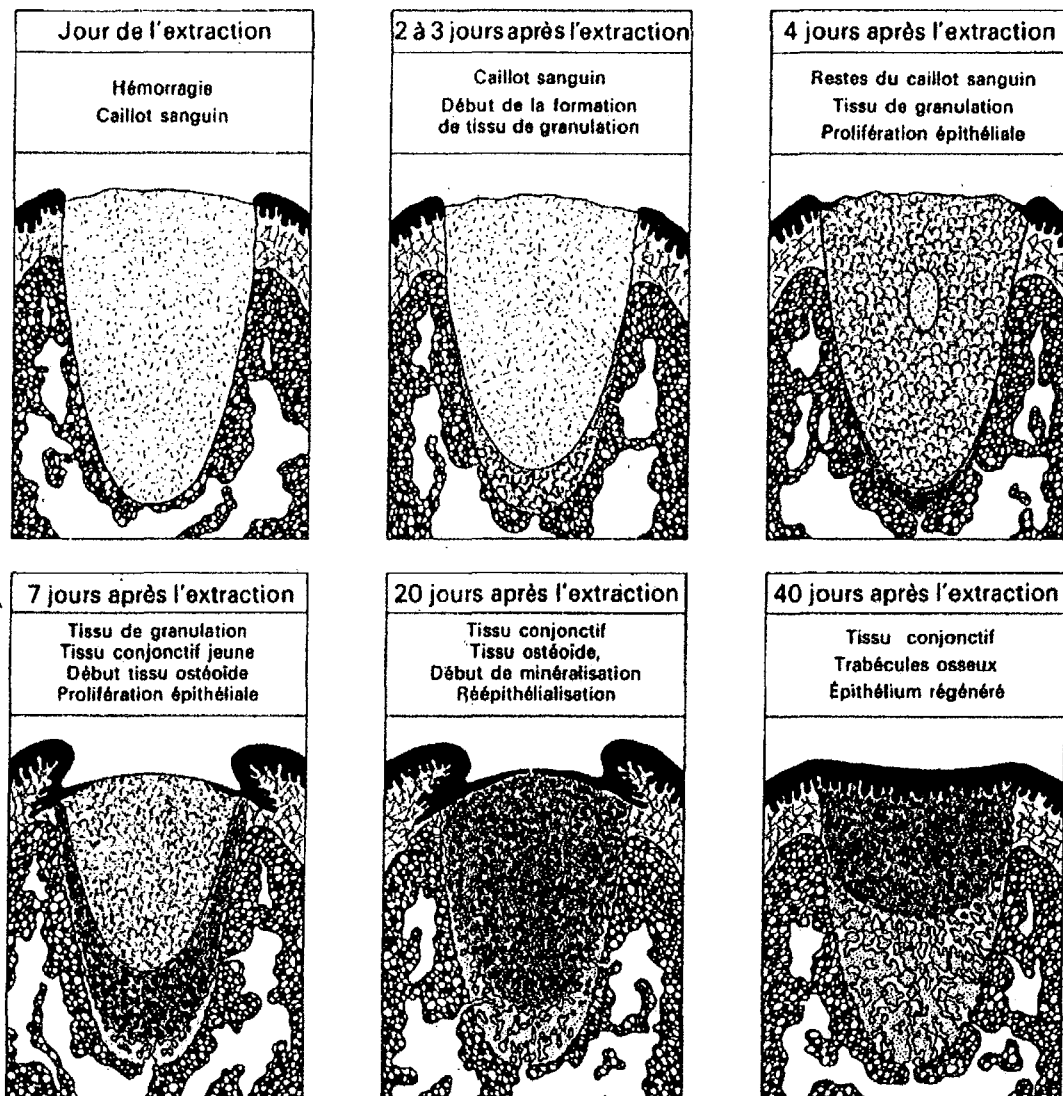 Jour de l'extraction
Hémorragie
Caillot sanguin
2 à 3 jours après l'extraction
Caillot sanguin
Début de la formation
de tissu de granulation
4 jours après l'extraction
Restes du caillot sanguin
Tissu de granulation
Prolifération épithéliale
7 jours après l'extraction
Tissu de granulation
Tissu conjonctif jeune
Début tissu ostéoïde
Prolifération épithéliale
20 jours après l'extraction
Tissu conjonctif
Tissu ostéoïde,
Début de minéralisation
Réépithélialisation
40 jours après l'extraction
Tissu conjonctif
Trabécules osseux
Épithélium régénéré